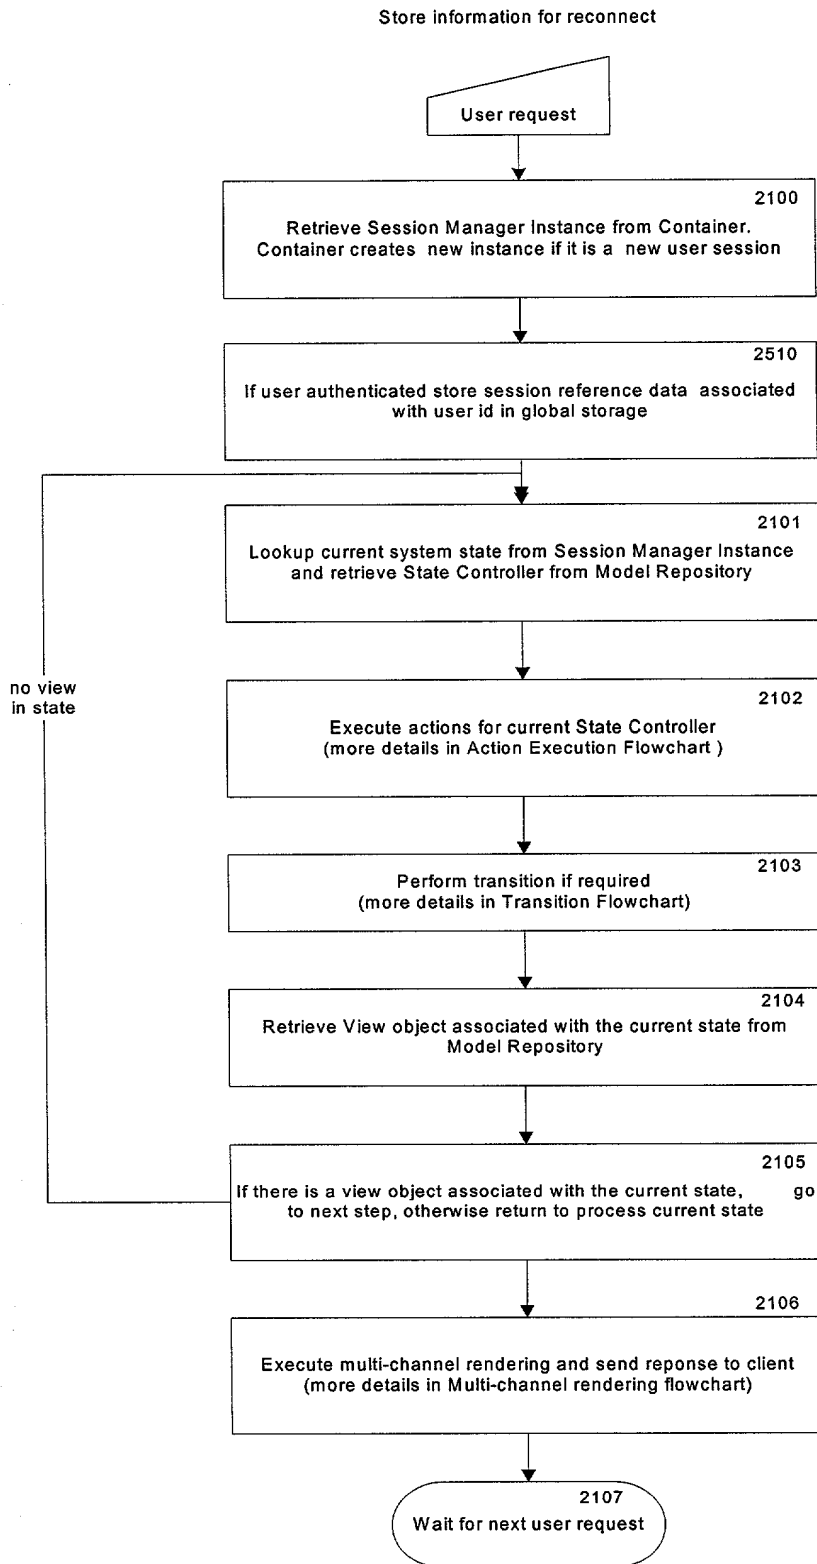 Store information for reconnect
User request
2100
Retrieve Session Manager Instance from Container.
Container creates new instance if it is a new user session
2510
If user authenticated store session reference data associated
with user id in global storage
2101
Lookup current system state from Session Manager Instance
and retrieve State Controller from Model Repository
no view
in state
2102
Execute actions for current State Controller
(more details in Action Execution Flowchart )
2103
Perform transition if required
(more details in Transition Flowchart)
2104
Retrieve View object associated with the current state from
Model Repository
2105
If there is a view object associated with the current state, go
to next step, otherwise return to process current state
2106
Execute multi-channel rendering and send reponse to client
(more details in Multi-channel rendering flowchart)
2107
Wait for next user request